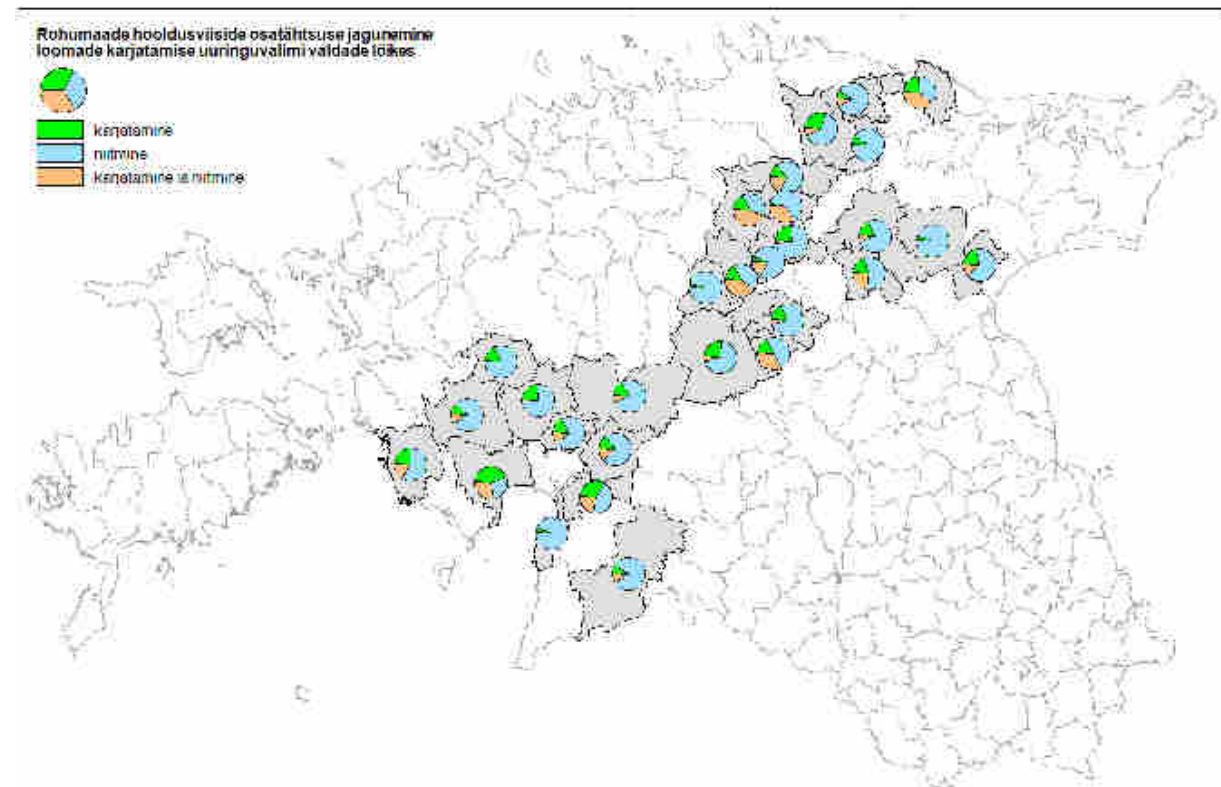 Rohumaade hooldusviiside osatähtsuse jagunemine
loomade karjatamise uuringuvalimi valdade lõikes
karjatamine
niitmine
karjatamine ja niitmine